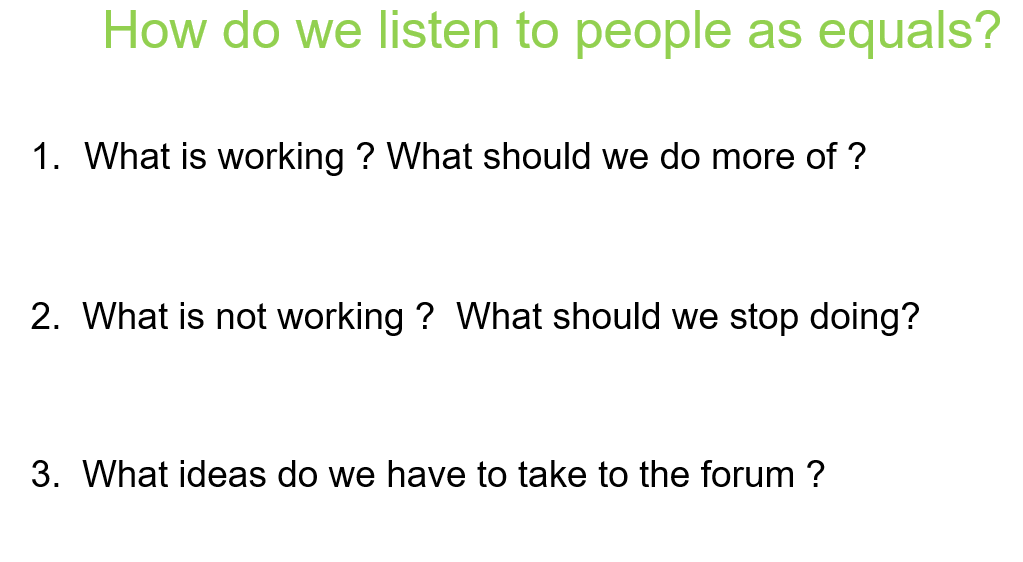 How do we listen to people as equals?
1. What is working ? What should we do more of ?
2. What is not working ?  What should we stop doing?
3. What ideas do we have to take to the forum ?